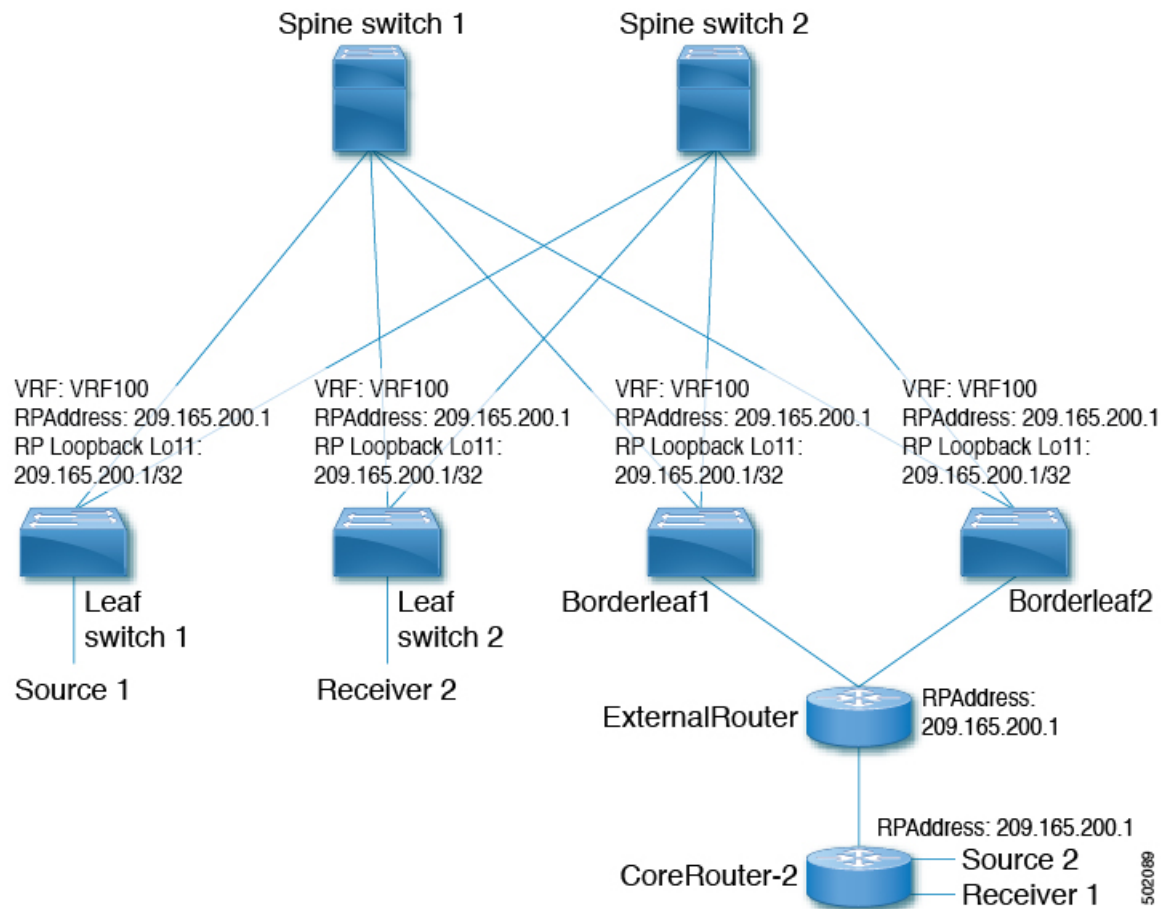 Spine switch 1
Spine switch 2
VRF: VRF100
RPAddress: 209.165.200.1
RP Loopback Lo11:
209.165.200.1/32
VRF: VRF100
RPAddress: 209.165.200.1
RP Loopback Lo11:
209.165.200.1/32
VRF: VRF100
RPAddress: 209.165.200.1
RP Loopback Lo11:
209.165.200.1/32
VRF: VRF100
RPAddress: 209.165.200.1
RP Loopback Lo11:
209.165.200.1/32
Leaf
switch 1
Source 1
Leaf
switch 2
Receiver 2
Borderleaf1
Borderleaf2
ExternalRouter
RPAddress:
209.165.200.1
RPAddress: 209.165.200.1
CoreRouter-2
Source 2
Receiver 1
502089